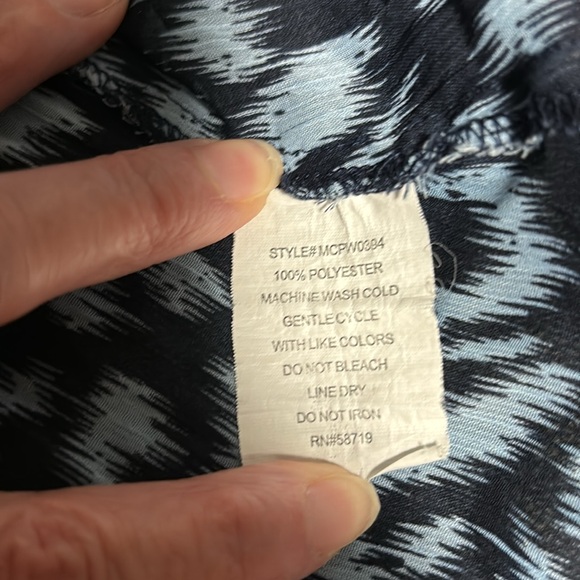 STYLE# MCPW0394
100% POLYESTER
MACHINE WASH COLD
GENTLE CYCLE
WITH LIKE COLORS
DO NOT BLEACH
LINE DRY
DO NOT IRON
RN#58719